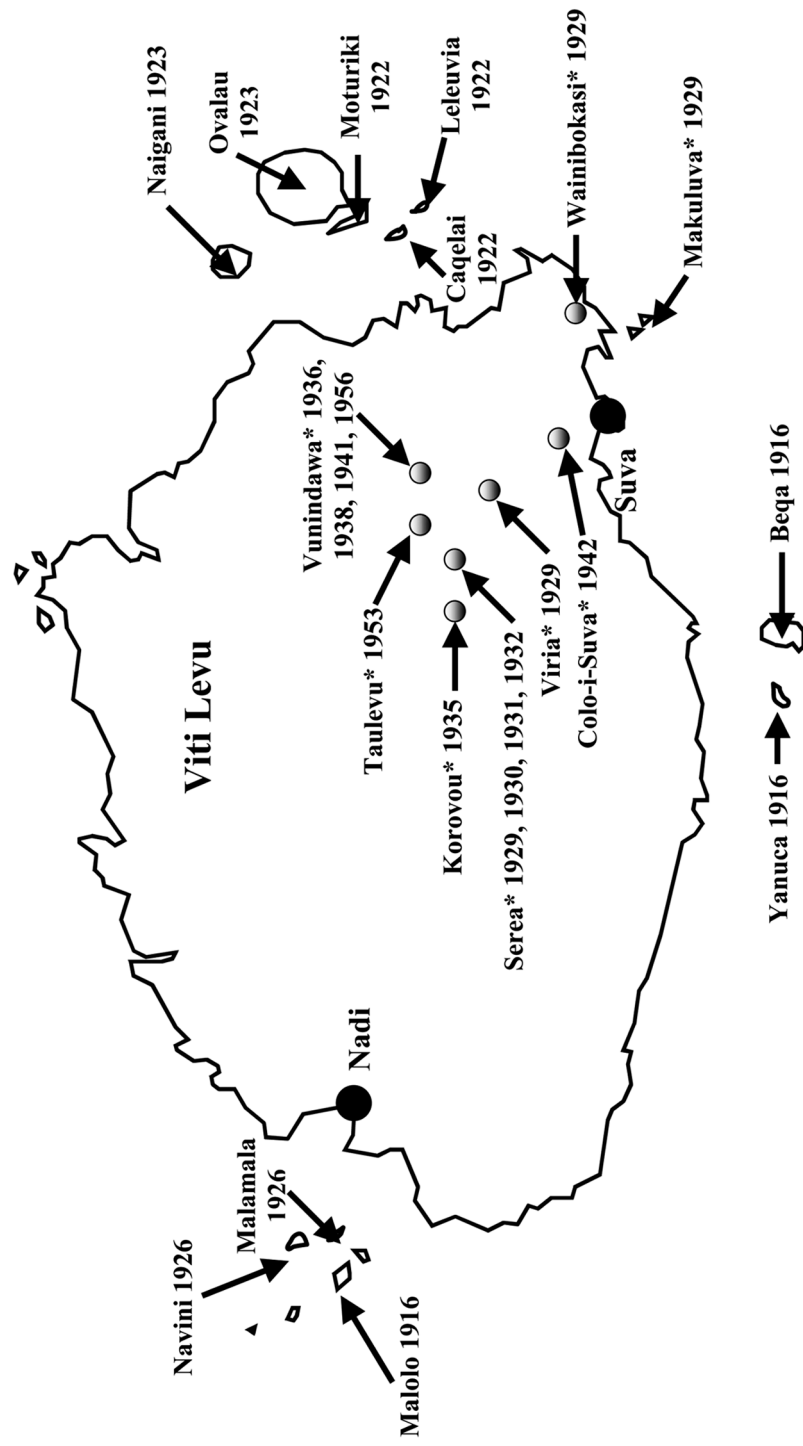 Naigani 1923
Ovalau
1923
Moturiki
1922
Leleuvia
1922
Caqelai
1922
Wainibokasi* 1929
Makuluva* 1929
Vunindawa* 1936,
1938, 1941, 1956
Taulevu* 1953
Viti Levu
Korovou* 1935
Serea* 1929, 1930, 1931, 1932
Viria* 1929
Colo-i-Suva* 1942
Suva
Nadi
Malamala
1926
Navini 1926
Malolo 1916
Yanuca 1916
Beqa 1916